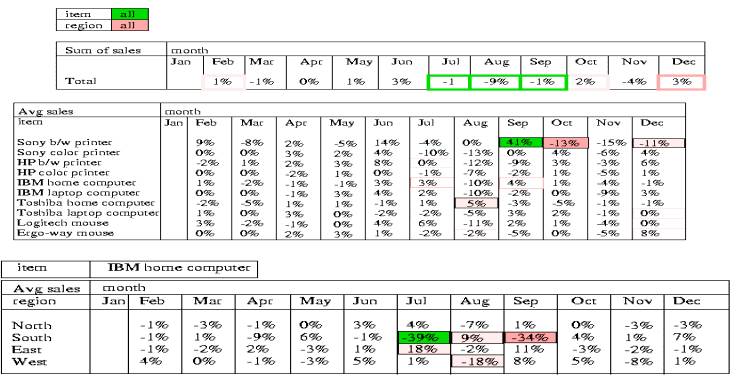 item all
region all
Sum of sales month
Jan Feb Mar Apr May Jun Jul Aug Sep Oct Nov Dec
Total 1% -1% 0% 1% 3% -1 -9% -1% 2% -4% 3%
Avg sales month
item Jan Feb Mar Apr May Jun Jul Aug Sep Oct Nov Dec
Sony b/w printer 9% -8% 2% -5% 14% -4% 0% 41% -13% -15% -11%
Sony color printer 0% 0% 3% 2% 4% -10% -13% 0% 4% -6% 4%
HP b/w printer -2% 1% 2% 3% 8% 0% -12% -9% 3% -3% 6%
HP color printer 0% 0% -2% 1% 0% -1% -7% -2% 1% -5% 1%
IBM home computer 1% -2% -1% -1% 3% 3% -10% 4% 1% -4% -1%
IBM laptop computer 0% 0% -1% 3% 4% 2% -10% -2% 0% -9% 3%
Toshiba home computer -2% -5% 1% 1% -1% 1% 5% -3% -5% -1% -1%
Toshiba laptop computer 1% 0% 3% 0% -2% -2% -5% 3% 2% -1% 0%
Logitech mouse 3% -2% -1% 0% 4% 6% -11% 2% 1% -4% 0%
Ergo-way mouse 0% 0% 2% 3% 1% -2% -2% -5% 0% -5% 8%
item IBM home computer
Avg sales month
region Jan Feb Mar Apr May Jun Jul Aug Sep Oct Nov Dec
North -1% -3% -1% 0% 3% 4% -7% 1% 0% -3% -3%
South -1% 1% -9% 6% -1% -39% 9% -34% 4% 1% 7%
East -1% -2% 2% -3% 1% 18% -2% 11% -3% -2% -1%
West 4% 0% -1% -3% 5% 1% -18% 8% 5% -8% 1%